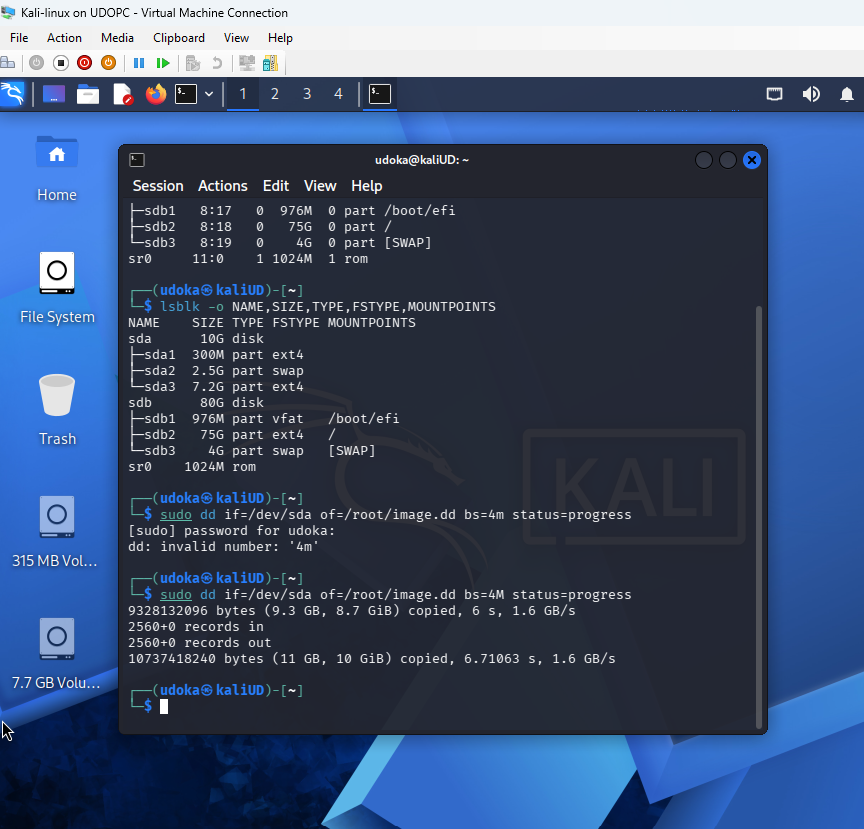 Kali-linux on UDOPC - Virtual Machine Connection
File Action Media Clipboard View Help
1 2 3 4
udoka@kaliUD: ~
Session Actions Edit View Help
├─sdb1   8:17   0  976M  0 part /boot/efi
├─sdb2   8:18   0   75G  0 part /
└─sdb3   8:19   0    4G  0 part [SWAP]
sr0     11:0    1 1024M  1 rom
┌──(udoka㉿kaliUD)-[~]
└─$ lsblk -o NAME,SIZE,TYPE,FSTYPE,MOUNTPOINTS
NAME    SIZE TYPE FSTYPE MOUNTPOINTS
sda      10G disk
├─sda1  300M part ext4
├─sda2  2.5G part swap
└─sda3  7.2G part ext4
sdb      80G disk
├─sdb1  976M part vfat   /boot/efi
├─sdb2   75G part ext4   /
└─sdb3    4G part swap   [SWAP]
sr0    1024M rom
┌──(udoka㉿kaliUD)-[~]
└─$ sudo dd if=/dev/sda of=/root/image.dd bs=4m status=progress
[sudo] password for udoka:
dd: invalid number: '4m'
┌──(udoka㉿kaliUD)-[~]
└─$ sudo dd if=/dev/sda of=/root/image.dd bs=4M status=progress
9328132096 bytes (9.3 GB, 8.7 GiB) copied, 6 s, 1.6 GB/s
2560+0 records in
2560+0 records out
10737418240 bytes (11 GB, 10 GiB) copied, 6.71063 s, 1.6 GB/s
┌──(udoka㉿kaliUD)-[~]
└─$
KALI
Home
File System
Trash
315 MB Vol...
7.7 GB Volu...